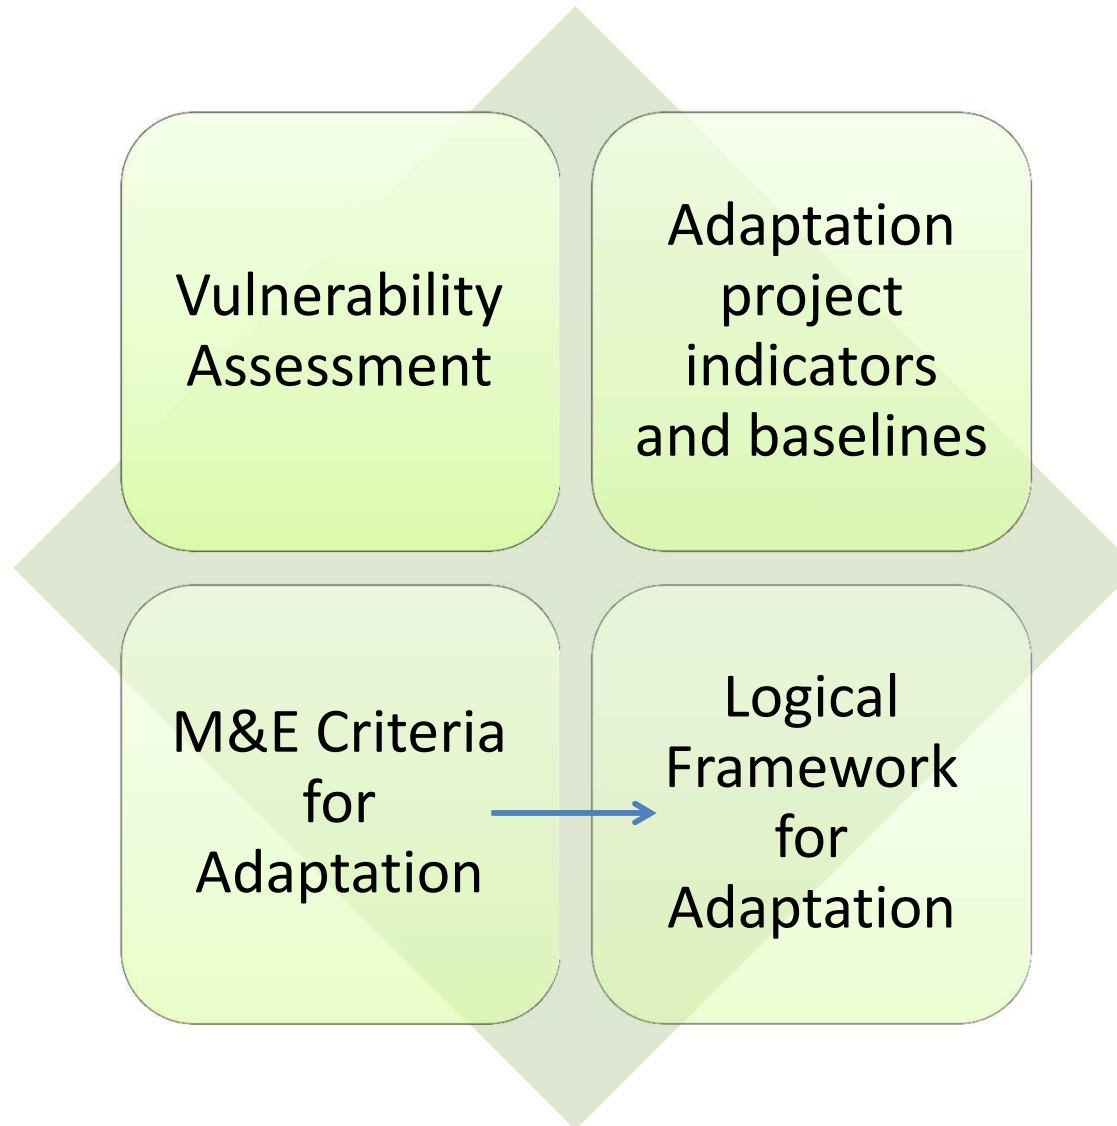 Vulnerability
Assessment
Adaptation
project
indicators
and baselines
M&E Criteria
for
Adaptation
Logical
Framework
for
Adaptation